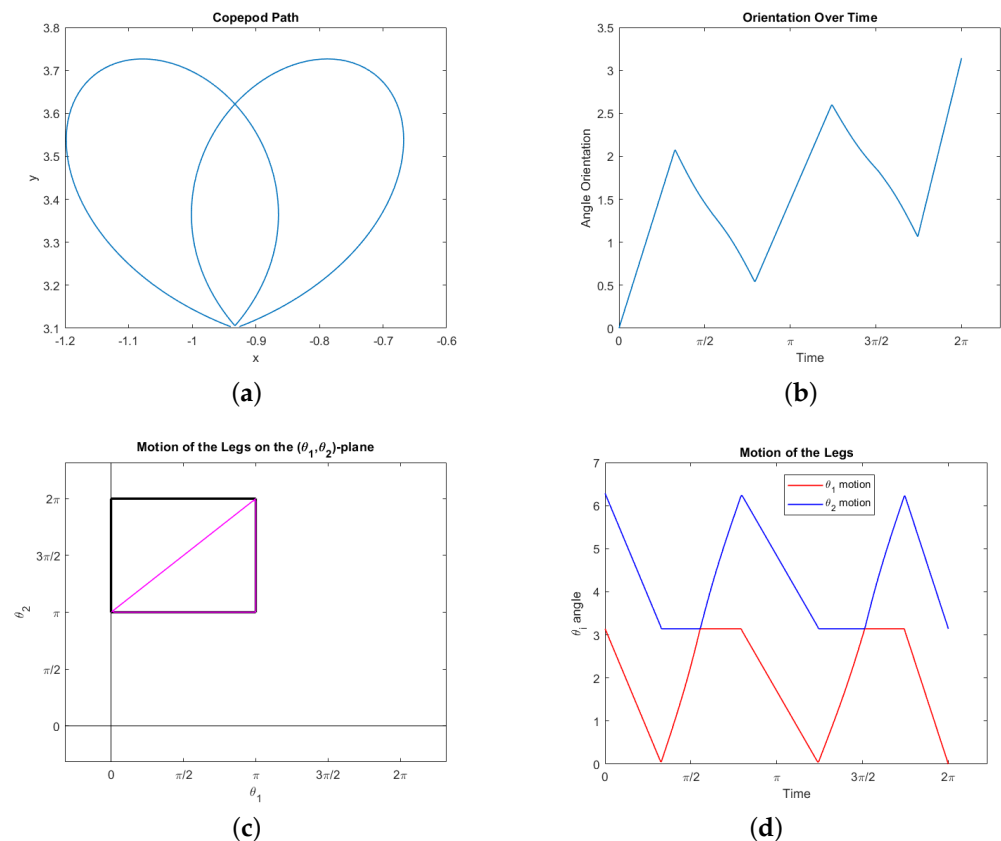 Copepod Path
3.8
3.7
3.6
3.5
3.4
3.3
3.2
3.1
y
-1.2 -1.1 -1 -0.9 -0.8 -0.7 -0.6
x
(a)
Orientation Over Time
3.5
3
2.5
2
1.5
1
0.5
0
Angle Orientation
0 π/2 π 3π/2 2π
Time
(b)
Motion of the Legs on the (θ₁,θ₂)-plane
2π
3π/2
π
π/2
0
θ₂
0 π/2 π 3π/2 2π
θ₁
(c)
Motion of the Legs
7
6
5
4
3
2
1
0
θᵢ angle
θ₁ motion
θ₂ motion
0 π/2 π 3π/2 2π
Time
(d)